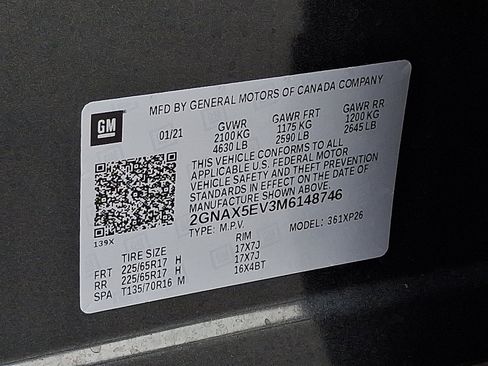 GM
MFD BY GENERAL MOTORS OF CANADA COMPANY
01/21 GVWR GAWR FRT GAWR RR
2100 KG 1175 KG 1200 KG
4630 LB 2590 LB 2645 LB
THIS VEHICLE CONFORMS TO ALL
APPLICABLE U.S. FEDERAL MOTOR
VEHICLE SAFETY AND THEFT PREVENTION
STANDARDS IN EFFECT ON THE DATE OF
MANUFACTURE SHOWN ABOVE.
2GNAX5EV3M6148746
TYPE: M.P.V. MODEL: 361XP26
139X
TIRE SIZE RIM
FRT 225/65R17 H 17X7J
RR 225/65R17 H 17X7J
SPA T135/70R16 M 16X4BT